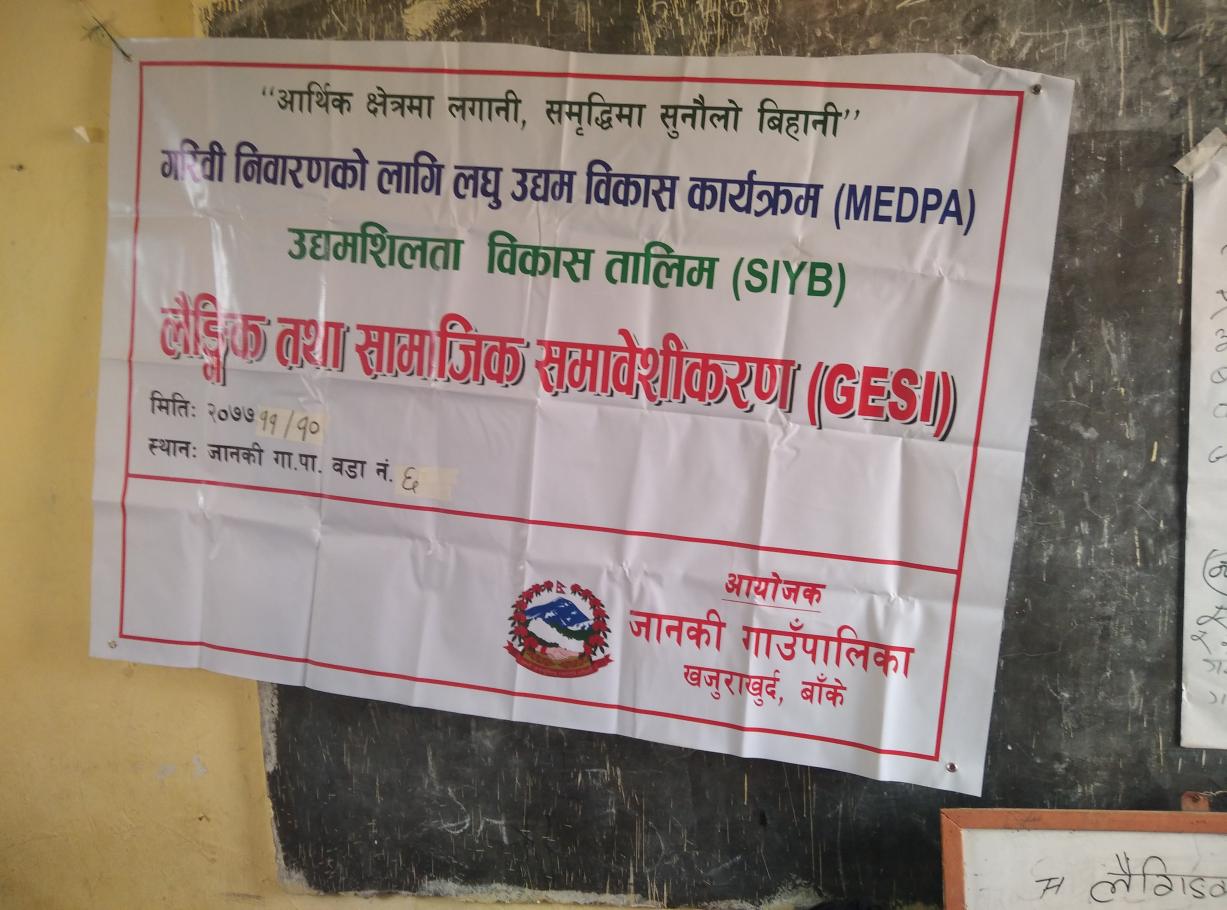 “आर्थिक क्षेत्रमा लगानी, समृद्धिमा सुनौलो बिहानी’’
गरिवी निवारणको लागि लघु उद्यम विकास कार्यक्रम (MEDPA)
उद्यमशिलता विकास तालिम (SIYB)
लैङ्गिक तथा सामाजिक समावेशीकरण (GESI)
मितिः २०७७ ११/१०
स्थानः जानकी गा.पा. वडा नं. ६
आयोजक
जानकी गाउँपालिका
खजुराखुर्द, बाँके